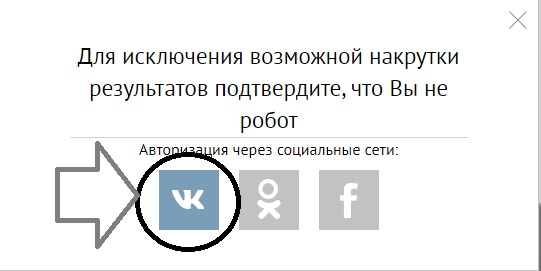 Для исключения возможной накрутки
результатов подтвердите, что Вы не
робот
Авторизация через социальные сети: